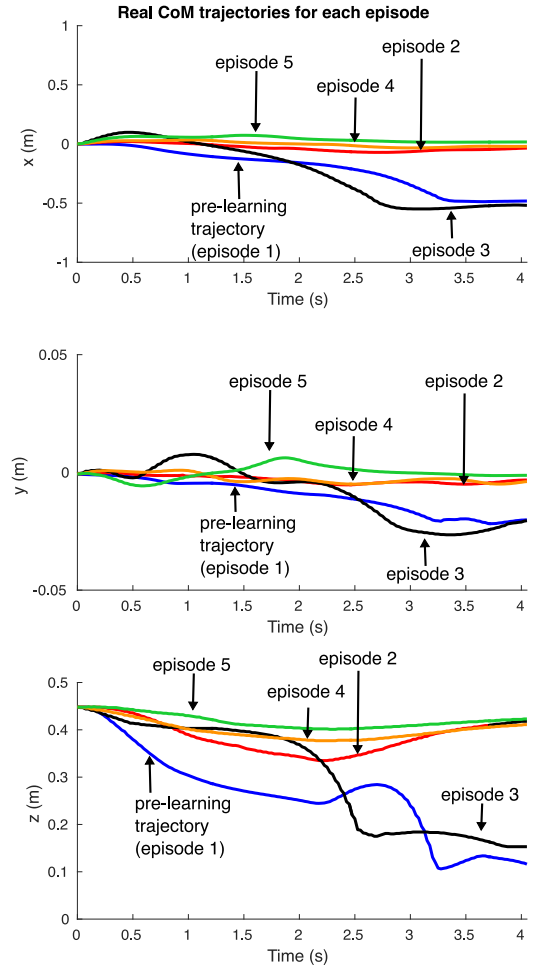 Real CoM trajectories for each episode
1
0.5
0
-0.5
-1
x (m)
episode 5
episode 4
episode 2
pre-learning
trajectory
(episode 1)
episode 3
0 0.5 1 1.5 2 2.5 3 3.5 4
Time (s)
0.05
0
-0.05
y (m)
episode 5
episode 4
episode 2
pre-learning
trajectory
(episode 1)
episode 3
0 0.5 1 1.5 2 2.5 3 3.5 4
Time (s)
0.5
0.4
0.3
0.2
0.1
0
z (m)
episode 5
episode 4
episode 2
pre-learning
trajectory
(episode 1)
episode 3
0 0.5 1 1.5 2 2.5 3 3.5 4
Time (s)